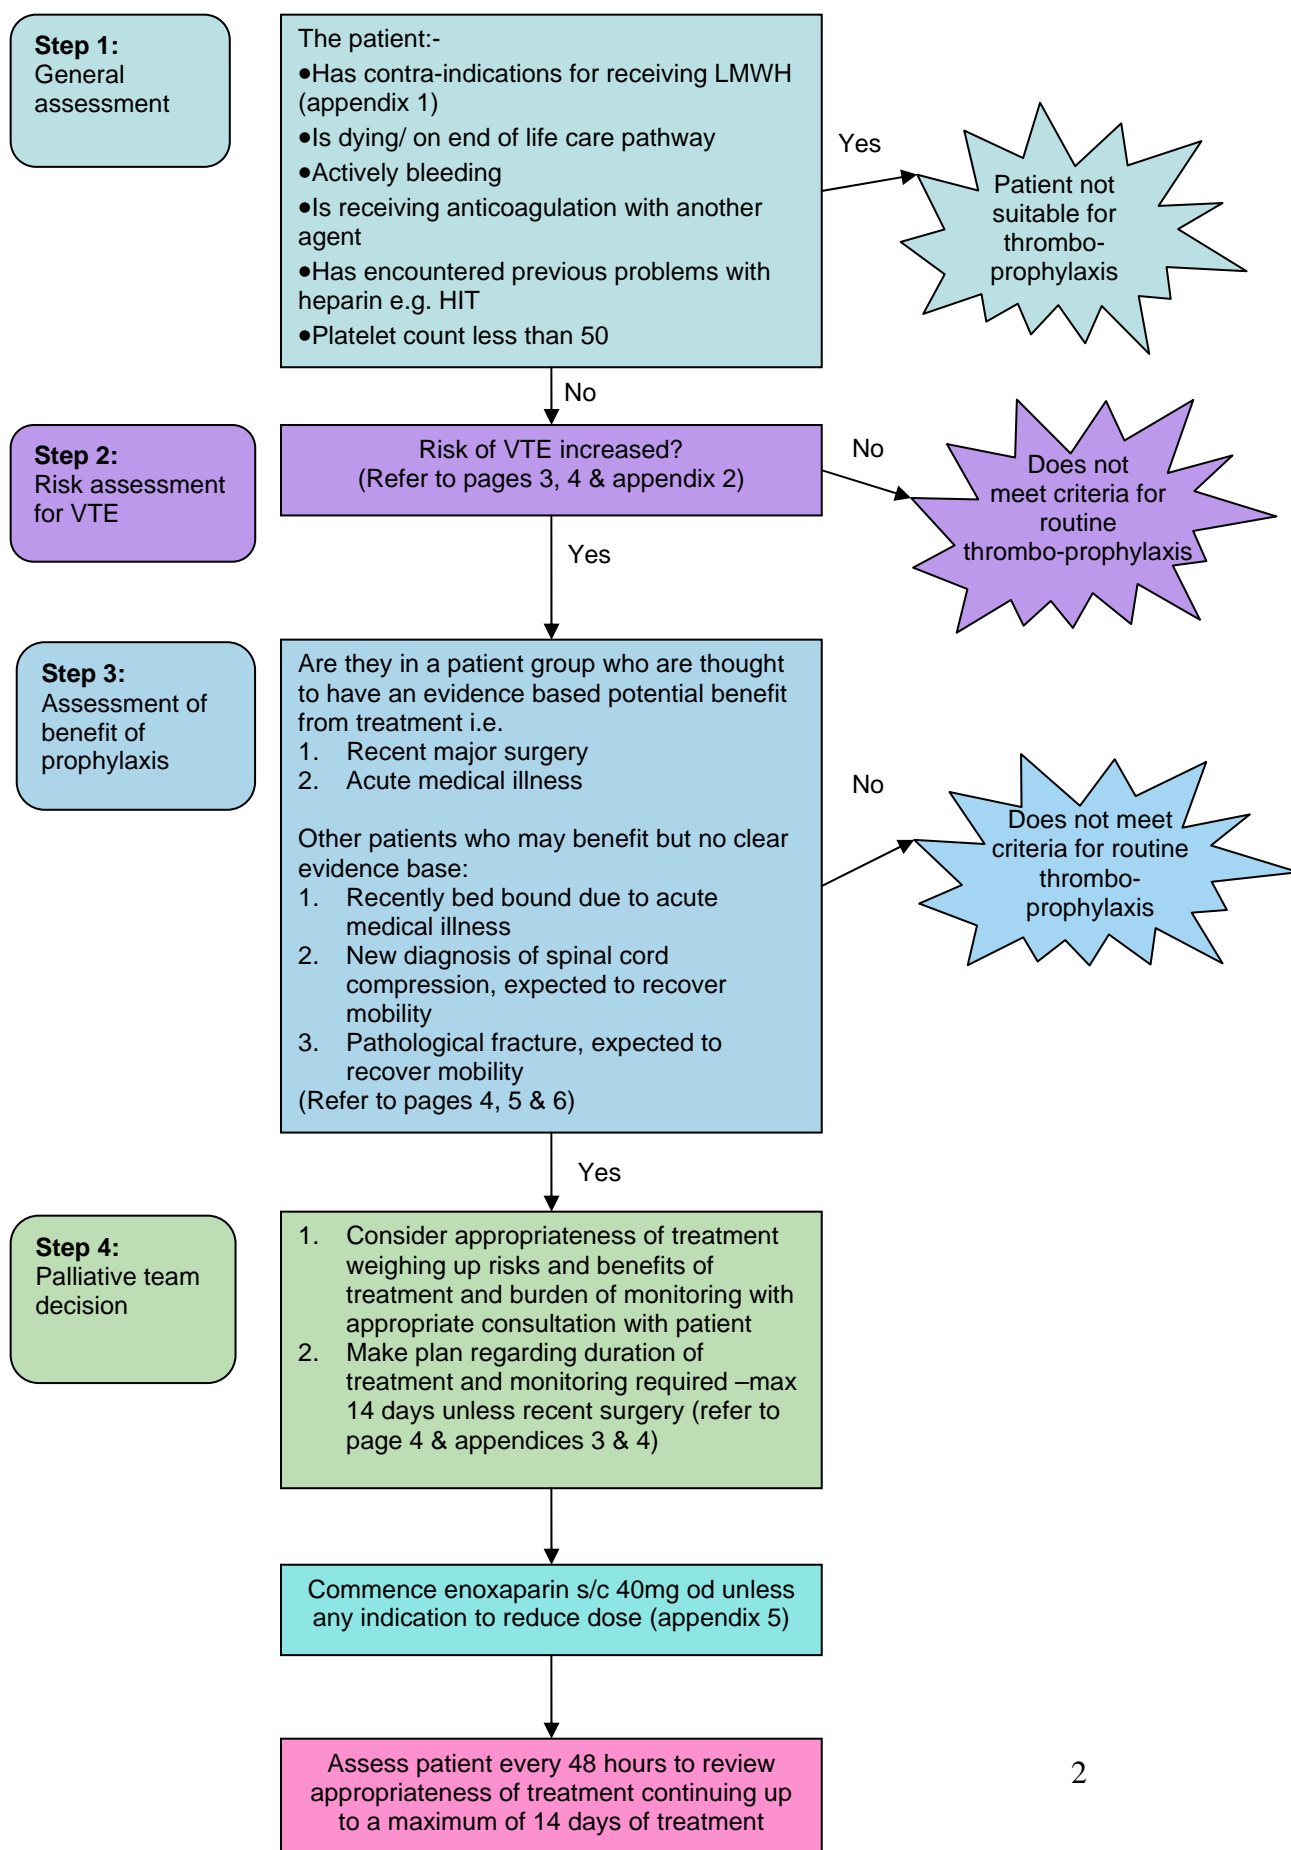 Step 1:
General
assessment
The patient:-
•Has contra-indications for receiving LMWH
(appendix 1)
•Is dying/ on end of life care pathway
•Actively bleeding
•Is receiving anticoagulation with another
agent
•Has encountered previous problems with
heparin e.g. HIT
•Platelet count less than 50
Yes
Patient not
suitable for
thrombo-
prophylaxis
No
Step 2:
Risk assessment
for VTE
Risk of VTE increased?
(Refer to pages 3, 4 & appendix 2)
No
Does not
meet criteria for
routine
thrombo-prophylaxis
Yes
Step 3:
Assessment of
benefit of
prophylaxis
Are they in a patient group who are thought
to have an evidence based potential benefit
from treatment i.e.
1. Recent major surgery
2. Acute medical illness
Other patients who may benefit but no clear
evidence base:
1. Recently bed bound due to acute
medical illness
2. New diagnosis of spinal cord
compression, expected to recover
mobility
3. Pathological fracture, expected to
recover mobility
(Refer to pages 4, 5 & 6)
No
Does not meet
criteria for routine
thrombo-
prophylaxis
Yes
Step 4:
Palliative team
decision
1. Consider appropriateness of treatment
weighing up risks and benefits of
treatment and burden of monitoring with
appropriate consultation with patient
2. Make plan regarding duration of
treatment and monitoring required –max
14 days unless recent surgery (refer to
page 4 & appendices 3 & 4)
Commence enoxaparin s/c 40mg od unless
any indication to reduce dose (appendix 5)
Assess patient every 48 hours to review
appropriateness of treatment continuing up
to a maximum of 14 days of treatment
2